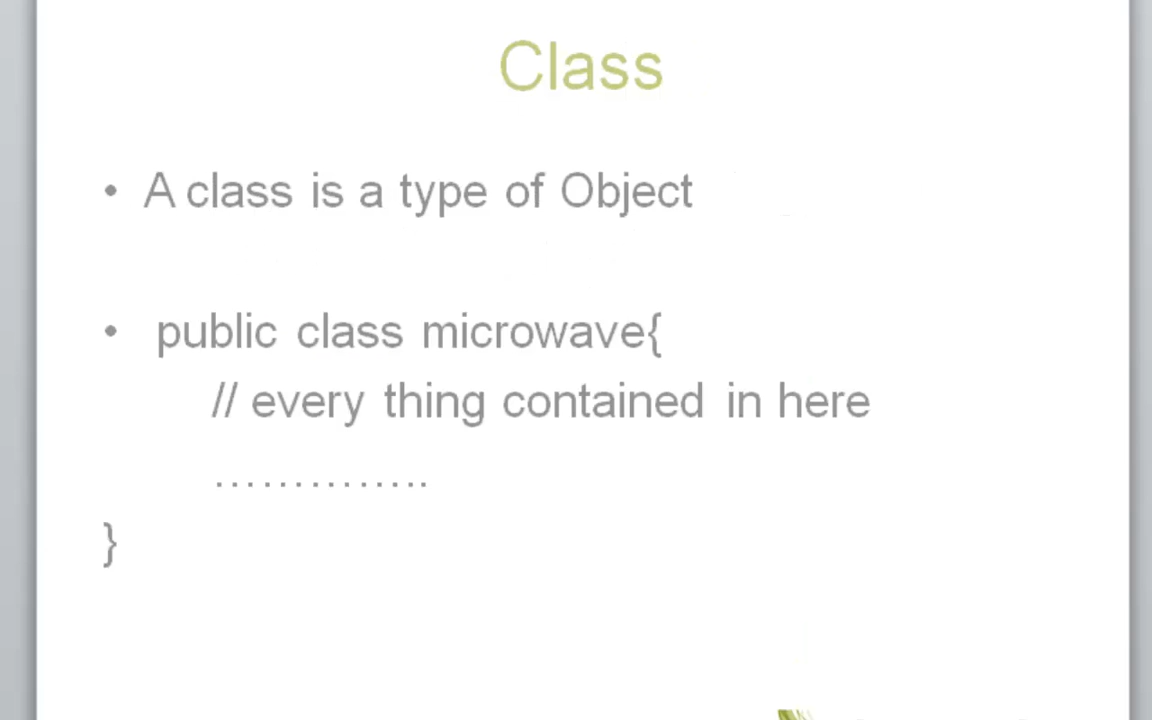 Class
• A class is a type of Object
• public class microwave{
// every thing contained in here
…………..
}